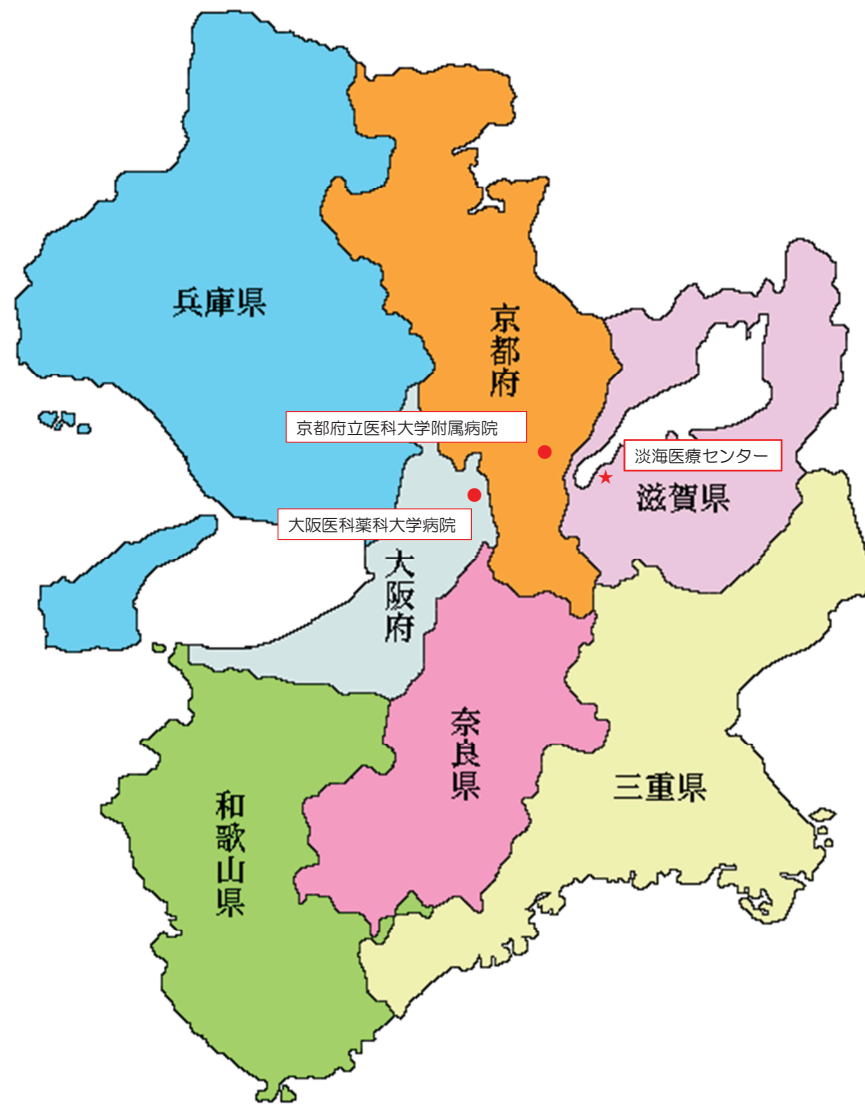 兵庫県
京都府
京都府立医科大学附属病院
淡海医療センター
滋賀県
大阪医科薬科大学病院
大阪府
奈良県
三重県
和歌山県